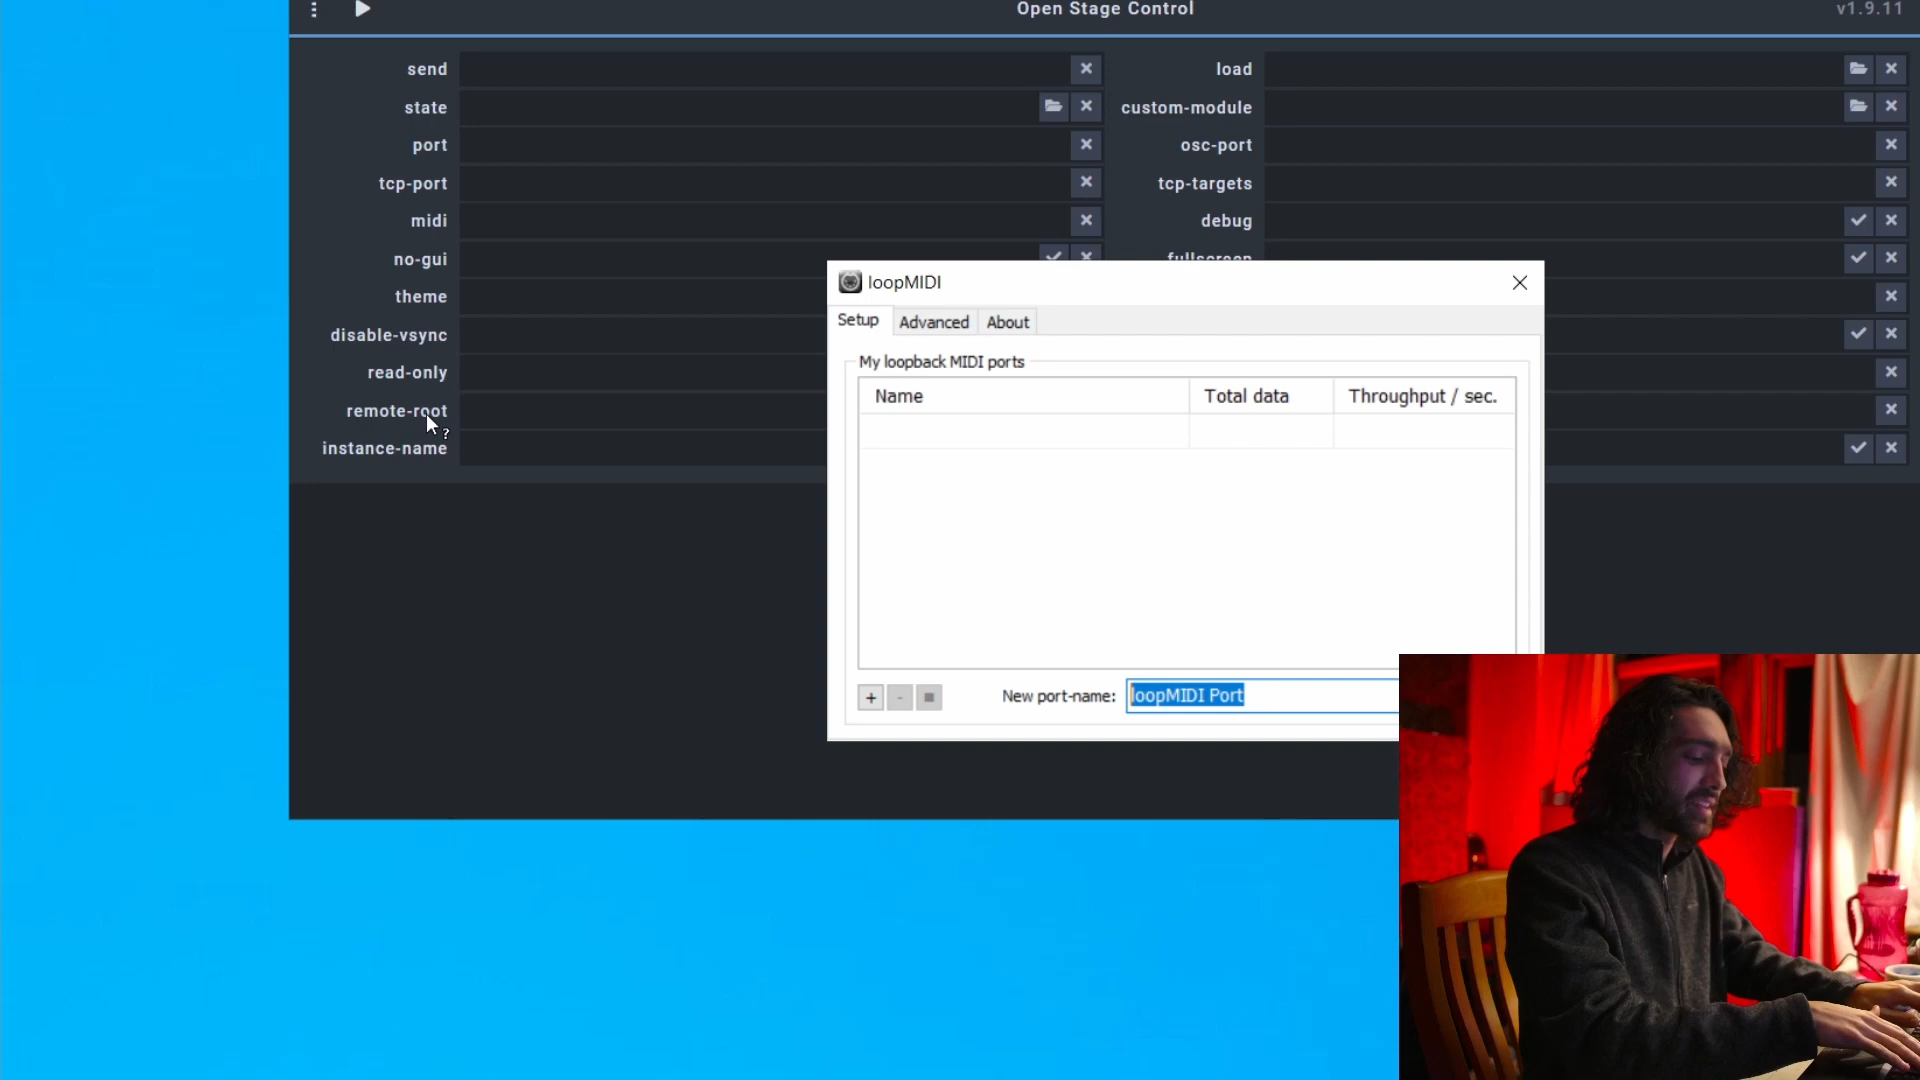 Open Stage Control
v1.9.11
send
load
state
custom-module
port
osc-port
tcp-port
tcp-targets
midi
debug
no-gui
fullscreen
theme
disable-vsync
read-only
remote-root
instance-name
loopMIDI
Setup
Advanced
About
My loopback MIDI ports
Name
Total data
Throughput / sec.
+
-
New port-name:
loopMIDI Port